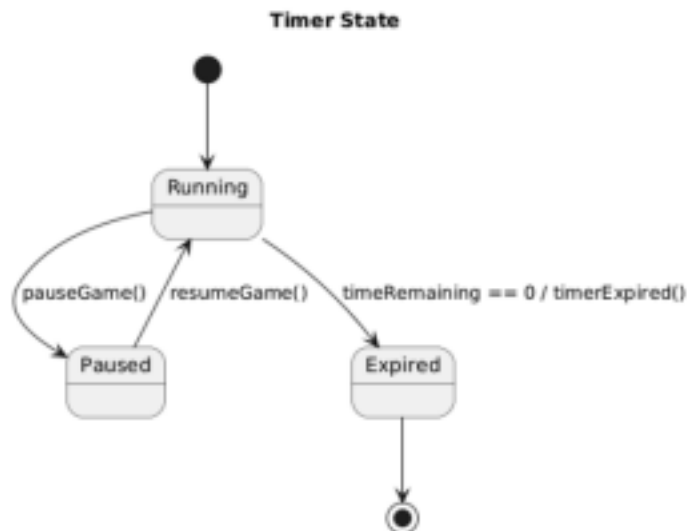 Timer State
Running
pauseGame()
resumeGame()
timeRemaining == 0 / timerExpired()
Paused
Expired